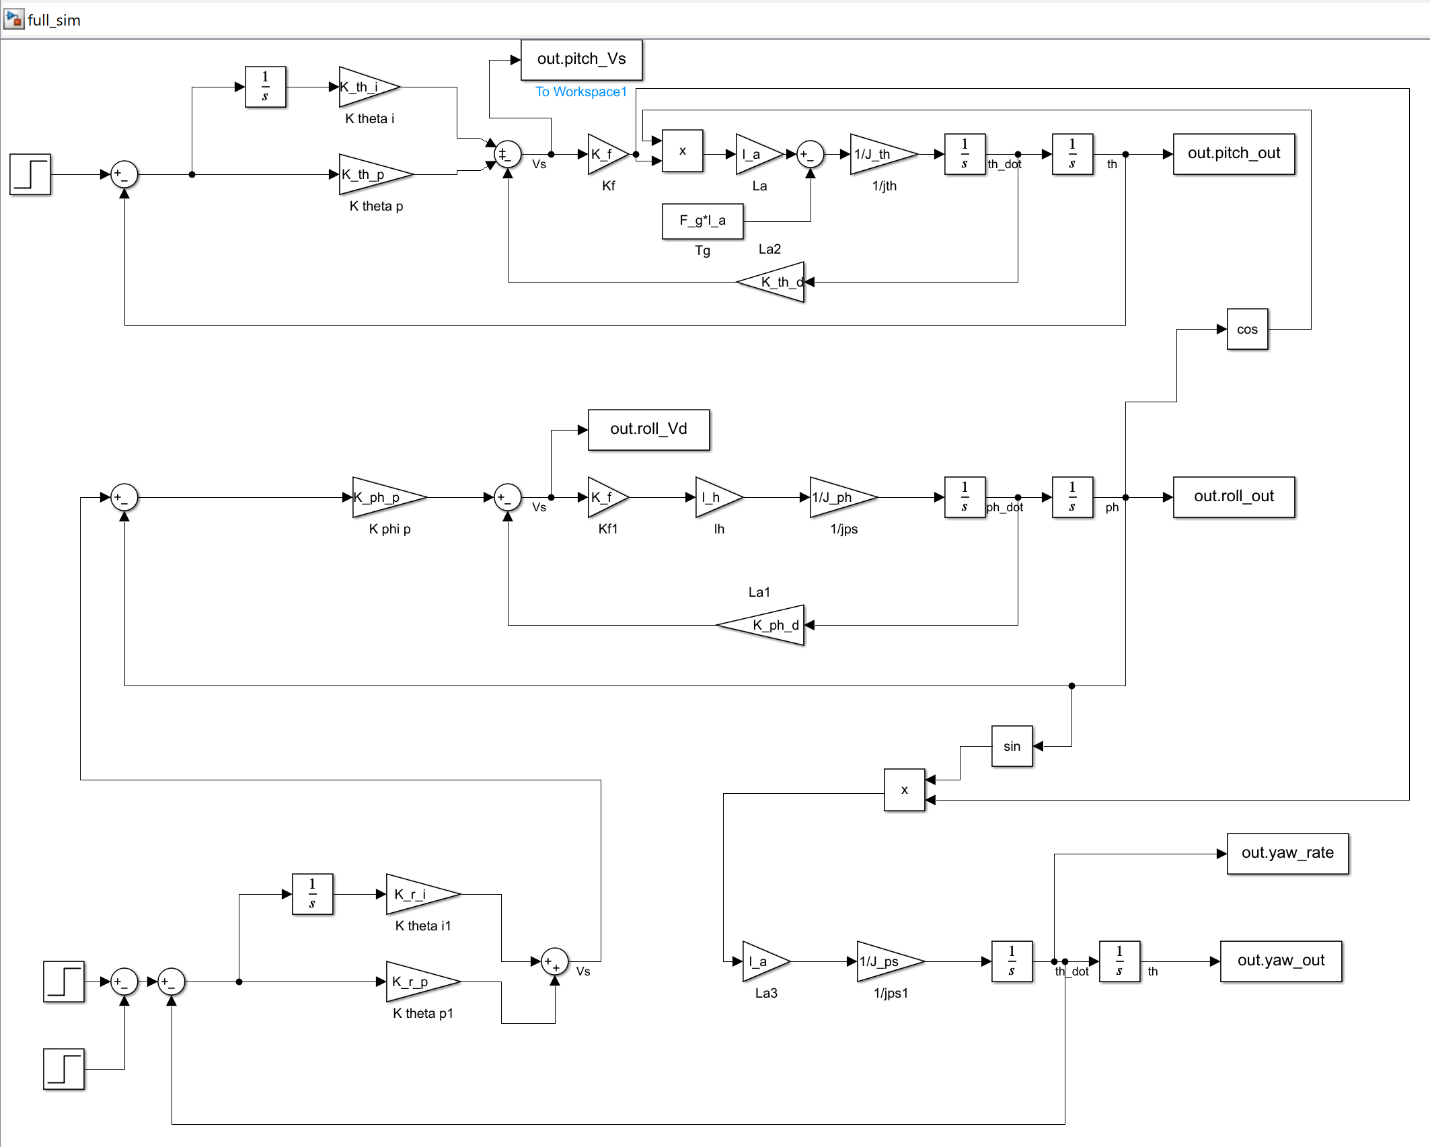 full_sim
out.pitch_Vs
To Workspace1
1
s
K_th_i
K theta i
K_th_p
K theta p
+
+
-
Vs
K_f
Kf
x
l_a
La
+
-
1/J_th
1/jth
1
s
th_dot
1
s
th
out.pitch_out
+
-
F_g*l_a
Tg
La2
K_th_d
cos
out.roll_Vd
+
-
K_ph_p
K phi p
+
-
Vs
K_f
Kf1
l_h
lh
1/J_ph
1/jps
1
s
ph_dot
1
s
ph
out.roll_out
La1
K_ph_d
sin
x
out.yaw_rate
1
s
K_r_i
K theta i1
+
-
+
-
K_r_p
K theta p1
+
+
Vs
l_a
La3
1/J_ps
1/jps1
1
s
th_dot
1
s
th
out.yaw_out